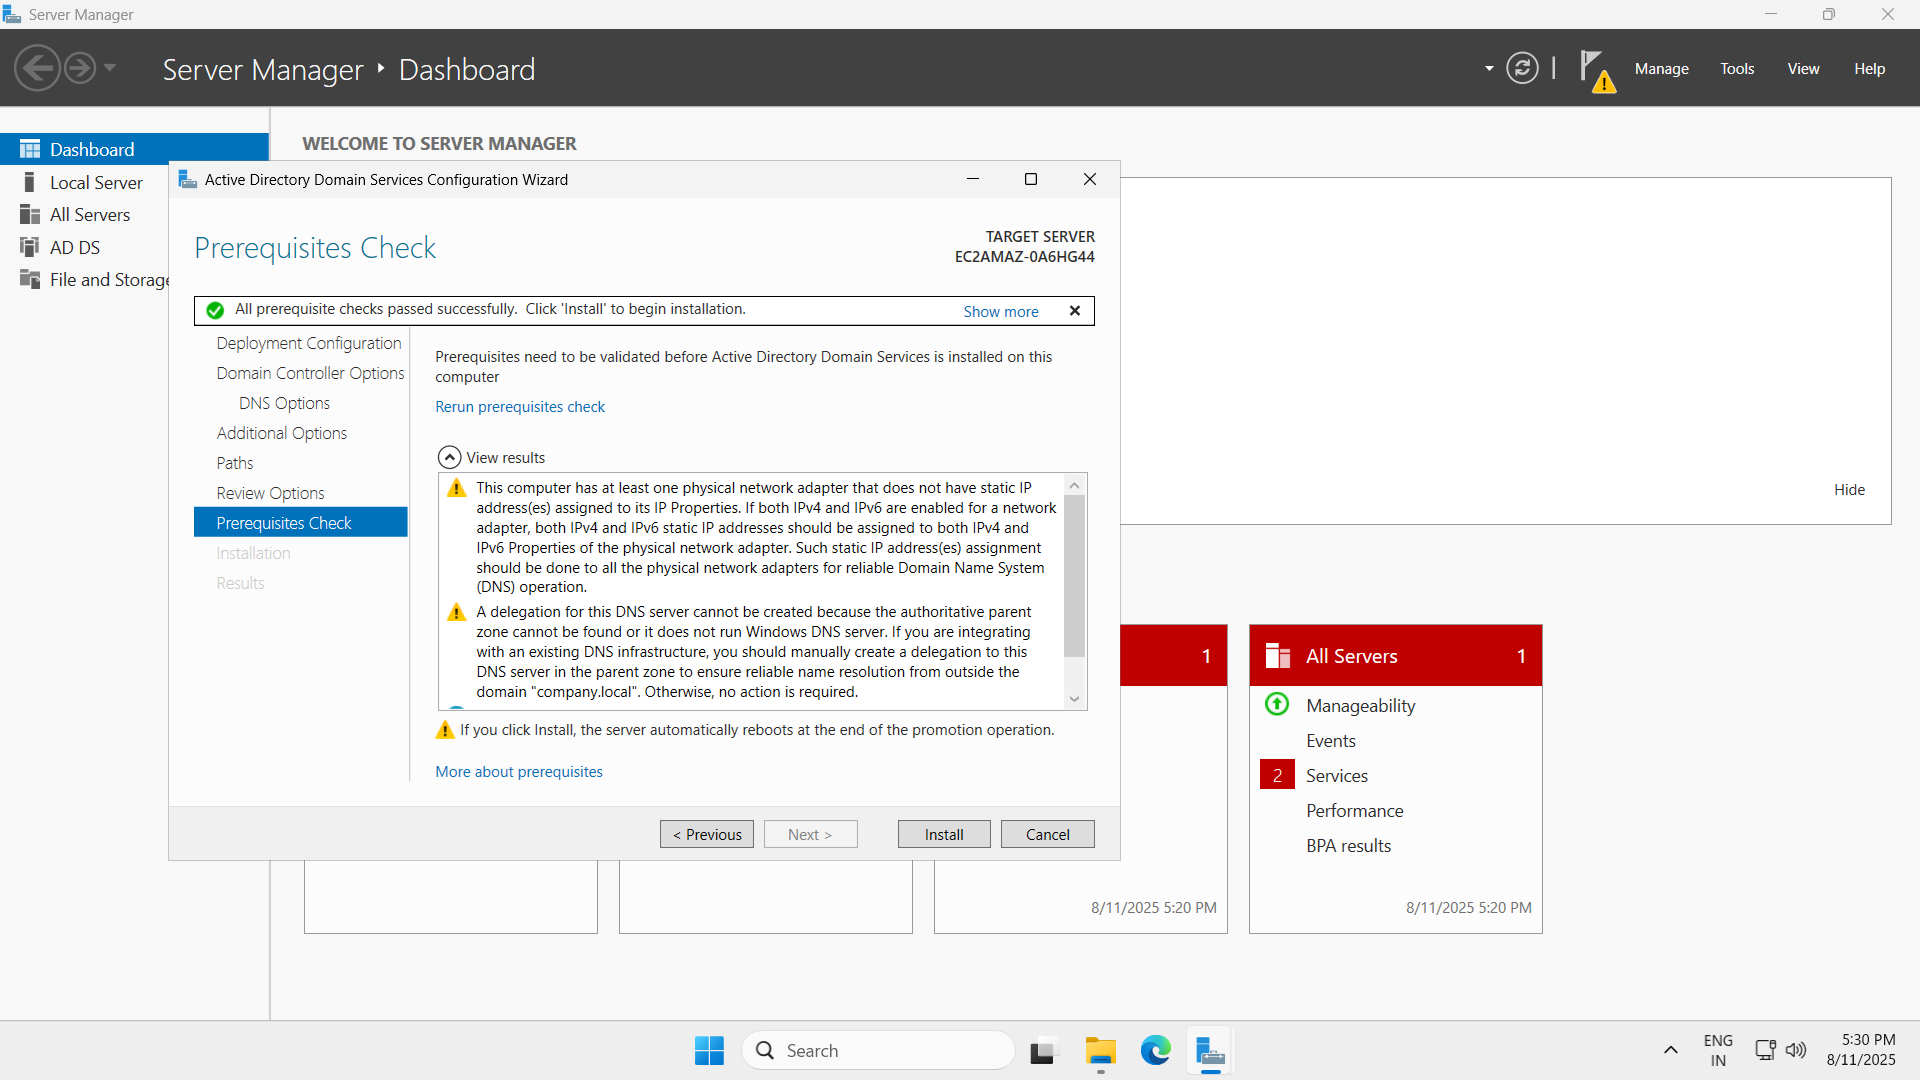 Server Manager
Server Manager ‣ Dashboard
Manage
Tools
View
Help
Dashboard
Local Server
All Servers
AD DS
File and Storage
WELCOME TO SERVER MANAGER
Active Directory Domain Services Configuration Wizard
Prerequisites Check
TARGET SERVER
EC2AMAZ-0A6HG44
All prerequisite checks passed successfully.  Click 'Install' to begin installation.
Show more
Deployment Configuration
Domain Controller Options
DNS Options
Additional Options
Paths
Review Options
Prerequisites Check
Installation
Results
Prerequisites need to be validated before Active Directory Domain Services is installed on this
computer
Rerun prerequisites check
View results
This computer has at least one physical network adapter that does not have static IP
address(es) assigned to its IP Properties. If both IPv4 and IPv6 are enabled for a network
adapter, both IPv4 and IPv6 static IP addresses should be assigned to both IPv4 and
IPv6 Properties of the physical network adapter. Such static IP address(es) assignment
should be done to all the physical network adapters for reliable Domain Name System
(DNS) operation.
A delegation for this DNS server cannot be created because the authoritative parent
zone cannot be found or it does not run Windows DNS server. If you are integrating
with an existing DNS infrastructure, you should manually create a delegation to this
DNS server in the parent zone to ensure reliable name resolution from outside the
domain "company.local". Otherwise, no action is required.
If you click Install, the server automatically reboots at the end of the promotion operation.
More about prerequisites
< Previous
Next >
Install
Cancel
Hide
1
8/11/2025 5:20 PM
All Servers
1
Manageability
Events
2
Services
Performance
BPA results
8/11/2025 5:20 PM
Search
ENG
IN
5:30 PM
8/11/2025